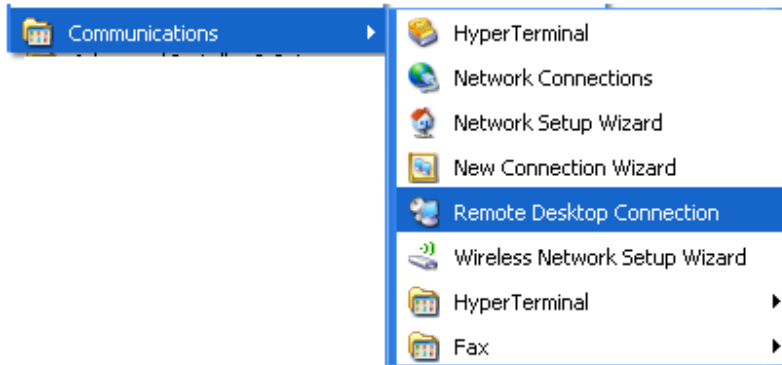 Communications
HyperTerminal
Network Connections
Network Setup Wizard
New Connection Wizard
Remote Desktop Connection
Wireless Network Setup Wizard
HyperTerminal
Fax